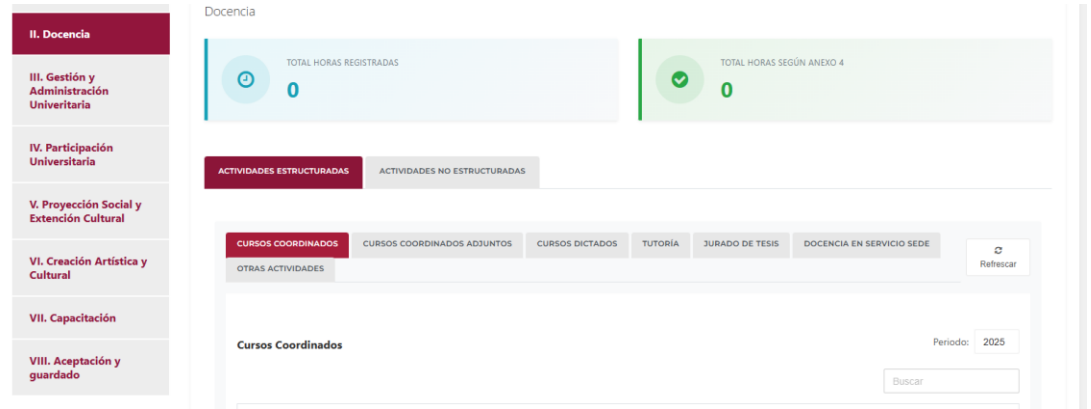 Docencia
II. Docencia
III. Gestión y
Administración
Univeritaria
IV. Participación
Universitaria
V. Proyección Social y
Extención Cultural
VI. Creación Artística y
Cultural
VII. Capacitación
VIII. Aceptación y
guardado
TOTAL HORAS REGISTRADAS
0
TOTAL HORAS SEGÚN ANEXO 4
0
ACTIVIDADES ESTRUCTURADAS ACTIVIDADES NO ESTRUCTURADAS
CURSOS COORDINADOS CURSOS COORDINADOS ADJUNTOS CURSOS DICTADOS TUTORÍA JURADO DE TESIS DOCENCIA EN SERVICIO SEDE
OTRAS ACTIVIDADES
Refrescar
Cursos Coordinados
Periodo: 2025
Buscar